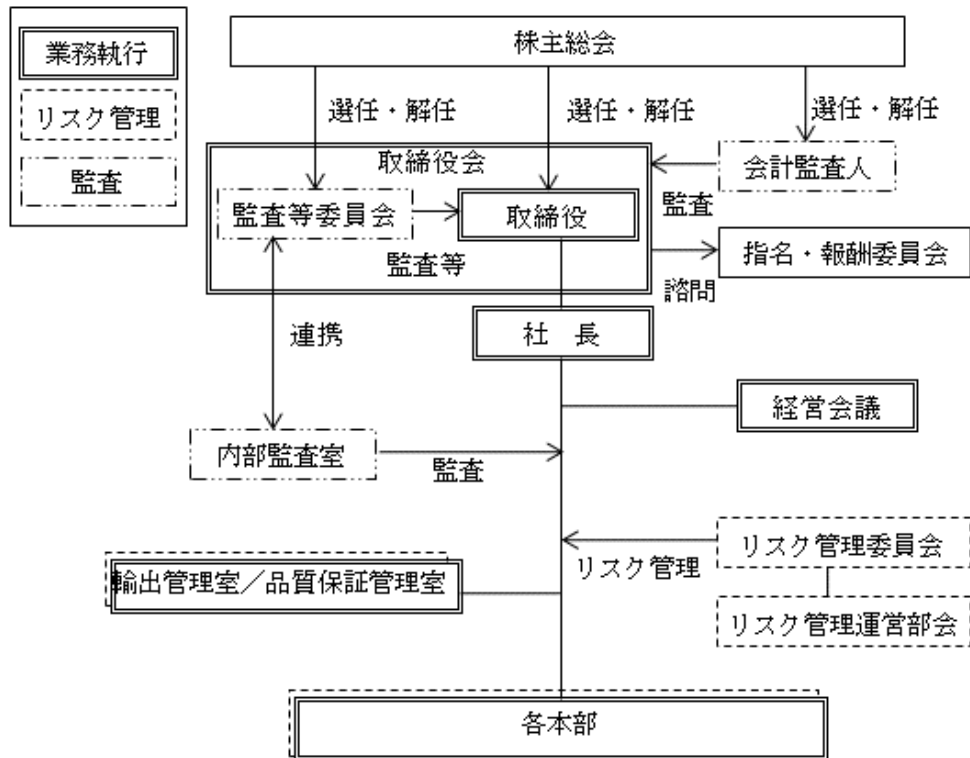 業務執行
リスク管理
監査
株主総会
選任・解任
選任・解任
選任・解任
取締役会
会計監査人
監査
監査等委員会
取締役
監査等
指名・報酬委員会
諮問
社 長
連携
経営会議
内部監査室
監査
リスク管理委員会
リスク管理
輸出管理室／品質保証管理室
リスク管理運営部会
各本部